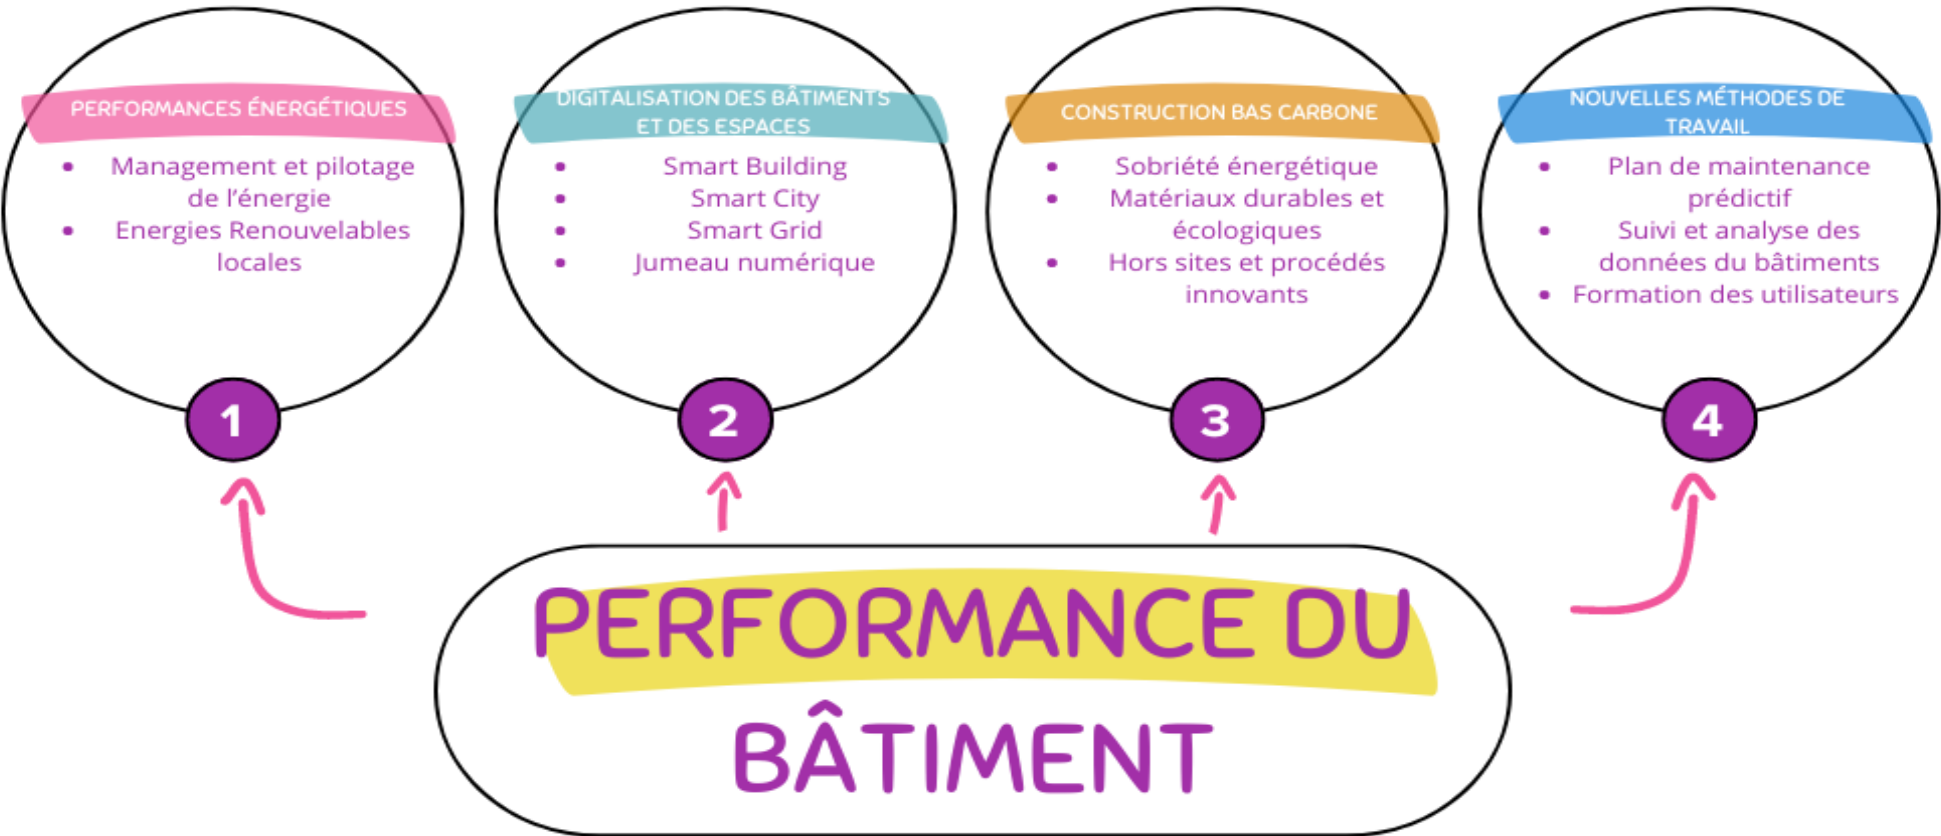 PERFORMANCES ÉNERGÉTIQUES
• Management et pilotage
de l’énergie
• Energies Renouvelables
locales
1
DIGITALISATION DES BÂTIMENTS
ET DES ESPACES
• Smart Building
• Smart City
• Smart Grid
• Jumeau numérique
2
CONSTRUCTION BAS CARBONE
• Sobriété énergétique
• Matériaux durables et
écologiques
• Hors sites et procédés
innovants
3
NOUVELLES MÉTHODES DE
TRAVAIL
• Plan de maintenance
prédictif
• Suivi et analyse des
données du bâtiments
• Formation des utilisateurs
4
PERFORMANCE DU
BÂTIMENT